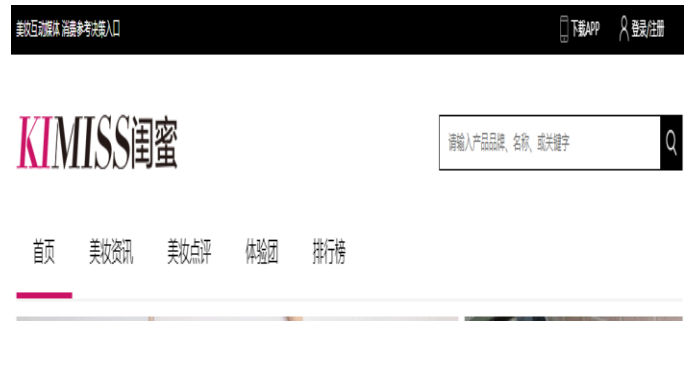 美妆互动媒体 消费参考决策入口 下载APP 登录/注册
KIMISS闺蜜
请输入产品品牌、名称、或关键字
首页 美妆资讯 美妆点评 体验团 排行榜